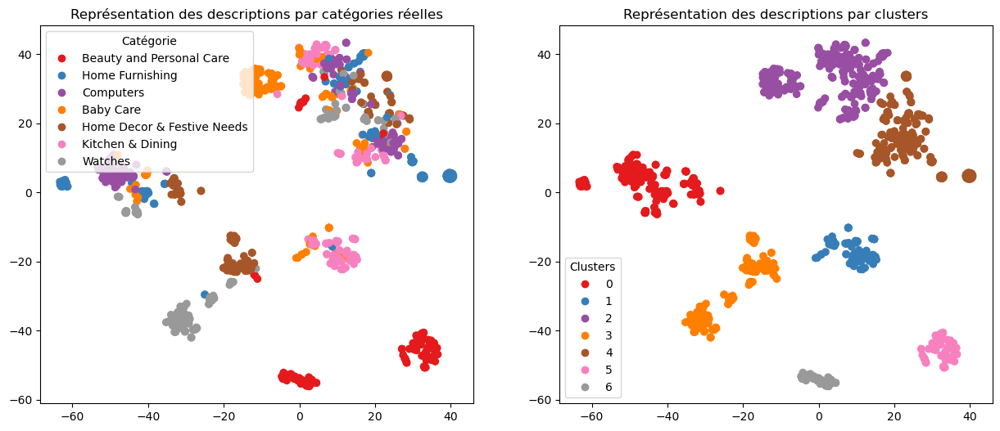 Représentation des descriptions par catégories réelles
Catégorie
Beauty and Personal Care
Home Furnishing
Computers
Baby Care
Home Decor & Festive Needs
Kitchen & Dining
Watches
40
20
0
−20
−40
−60
−60
−40
−20
0
20
40
Représentation des descriptions par clusters
Clusters
0
1
2
3
4
5
6
40
20
0
−20
−40
−60
−60
−40
−20
0
20
40